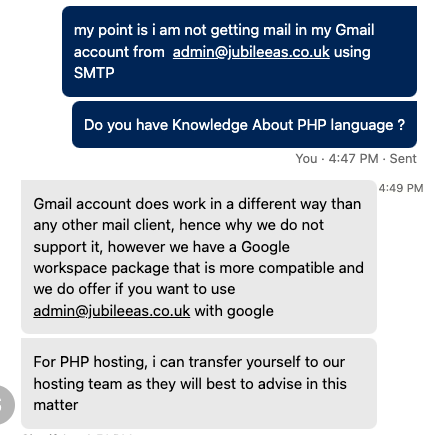 my point is i am not getting mail in my Gmail
account from admin@jubileeas.co.uk using
SMTP
Do you have Knowledge About PHP language ?
You · 4:47 PM · Sent
4:49 PM
Gmail account does work in a different way than
any other mail client, hence why we do not
support it, however we have a Google
workspace package that is more compatible and
we do offer if you want to use
admin@jubileeas.co.uk with google
For PHP hosting, i can transfer yourself to our
hosting team as they will best to advise in this
matter